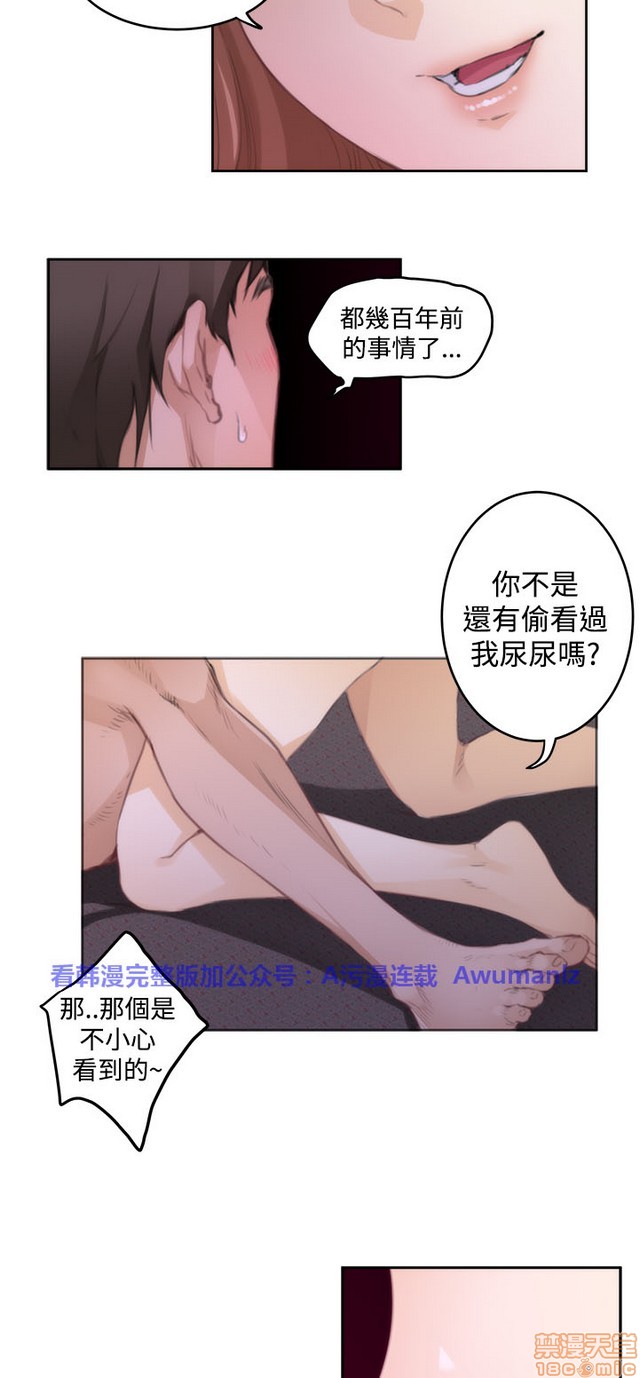 都幾百年前
的事情了...
你不是
還有偷看過
我尿尿嗎?
看韩漫完整版加公众号：A污漫连载 Awumanlz
那..那個是
不小心
看到的~
禁漫天堂
18comic